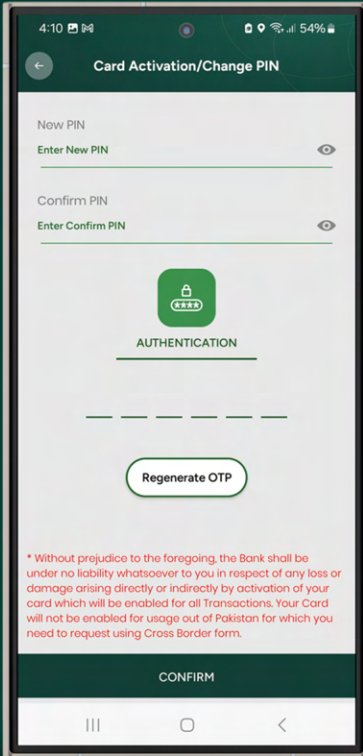 4:10 54%
Card Activation/Change PIN
New PIN
Enter New PIN
Confirm PIN
Enter Confirm PIN
****
AUTHENTICATION
Regenerate OTP
* Without prejudice to the foregoing, the Bank shall be
under no liability whatsoever to you in respect of any loss or
damage arising directly or indirectly by activation of your
card which will be enabled for all Transactions. Your Card
will not be enabled for usage out of Pakistan for which you
need to request using Cross Border form.
CONFIRM